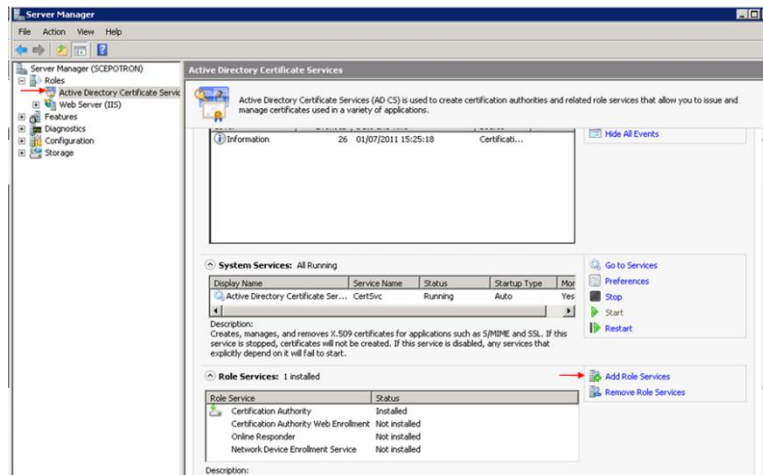 Server Manager
File Action View Help
Server Manager (SCEPOTRON)
Roles
Active Directory Certificate Servic
Web Server (IIS)
Features
Diagnostics
Configuration
Storage
Active Directory Certificate Services
Active Directory Certificate Services (AD CS) is used to create certification authorities and related role services that allow you to issue and
manage certificates used in a variety of applications.
Information 26 01/07/2011 15:25:18 Certificati...
Hide All Events
System Services: All Running
Display Name Service Name Status Startup Type Mor
Active Directory Certificate Ser... CertSvc Running Auto Yes
Description:
Creates, manages, and removes X.509 certificates for applications such as S/MIME and SSL. If this
service is stopped, certificates will not be created. If this service is disabled, any services that
explicitly depend on it will fail to start.
Go to Services
Preferences
Stop
Start
Restart
Role Services: 1 installed
Role Service Status
Certification Authority Installed
Certification Authority Web Enrollment Not installed
Online Responder Not installed
Network Device Enrollment Service Not installed
Description:
Add Role Services
Remove Role Services